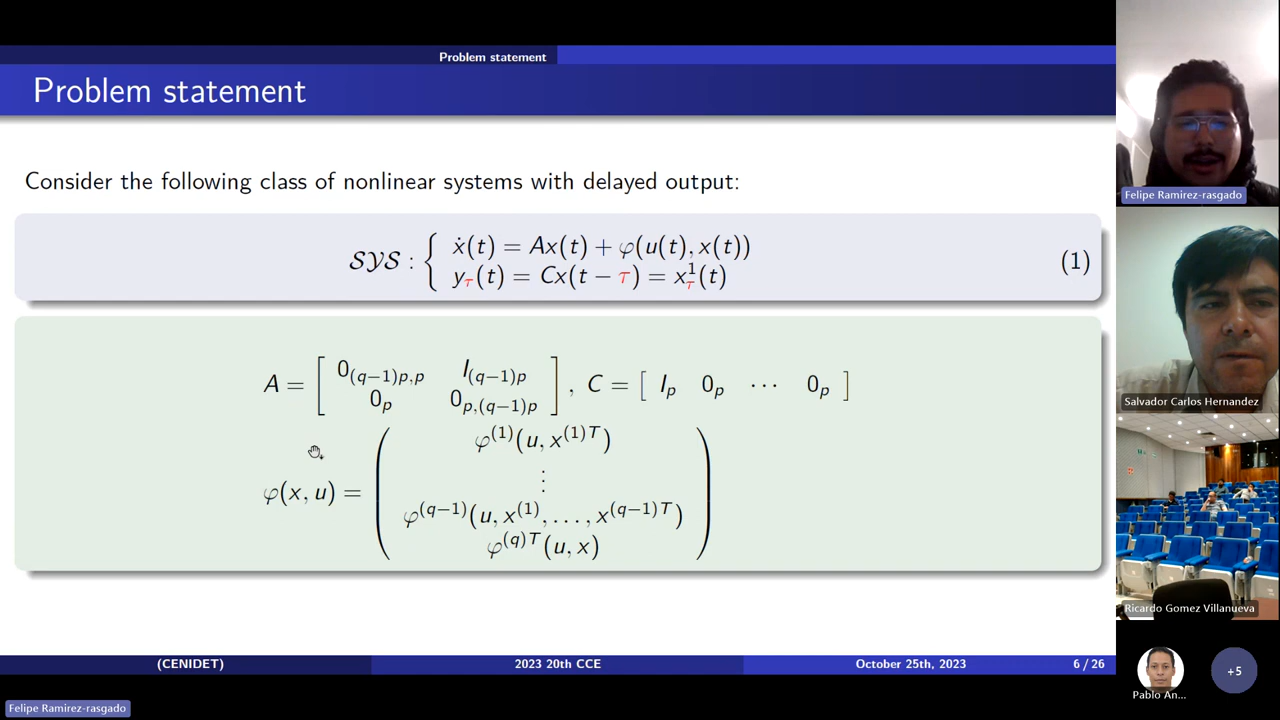 Problem statement
Problem statement
Consider the following class of nonlinear systems with delayed output:
𝒮𝒴𝒮 : { ẋ(t) = Ax(t) + φ(u(t), x(t))
y_τ(t) = Cx(t − τ) = x_τ^1(t)
(1)
A = [ 0_{(q−1)p,p} I_{(q−1)p}
0_p 0_{p,(q−1)p} ] , C = [ I_p 0_p ⋯ 0_p ]
φ(x, u) = ( φ^{(1)}(u, x^{(1)T})
⋮
φ^{(q−1)}(u, x^{(1)}, …, x^{(q−1)T})
φ^{(q)T}(u, x) )
(CENIDET) 2023 20th CCE October 25th, 2023 6 / 26
Felipe Ramirez-rasgado
Felipe Ramirez-rasgado
Salvador Carlos Hernandez
Ricardo Gomez Villanueva
Pablo An...
+5